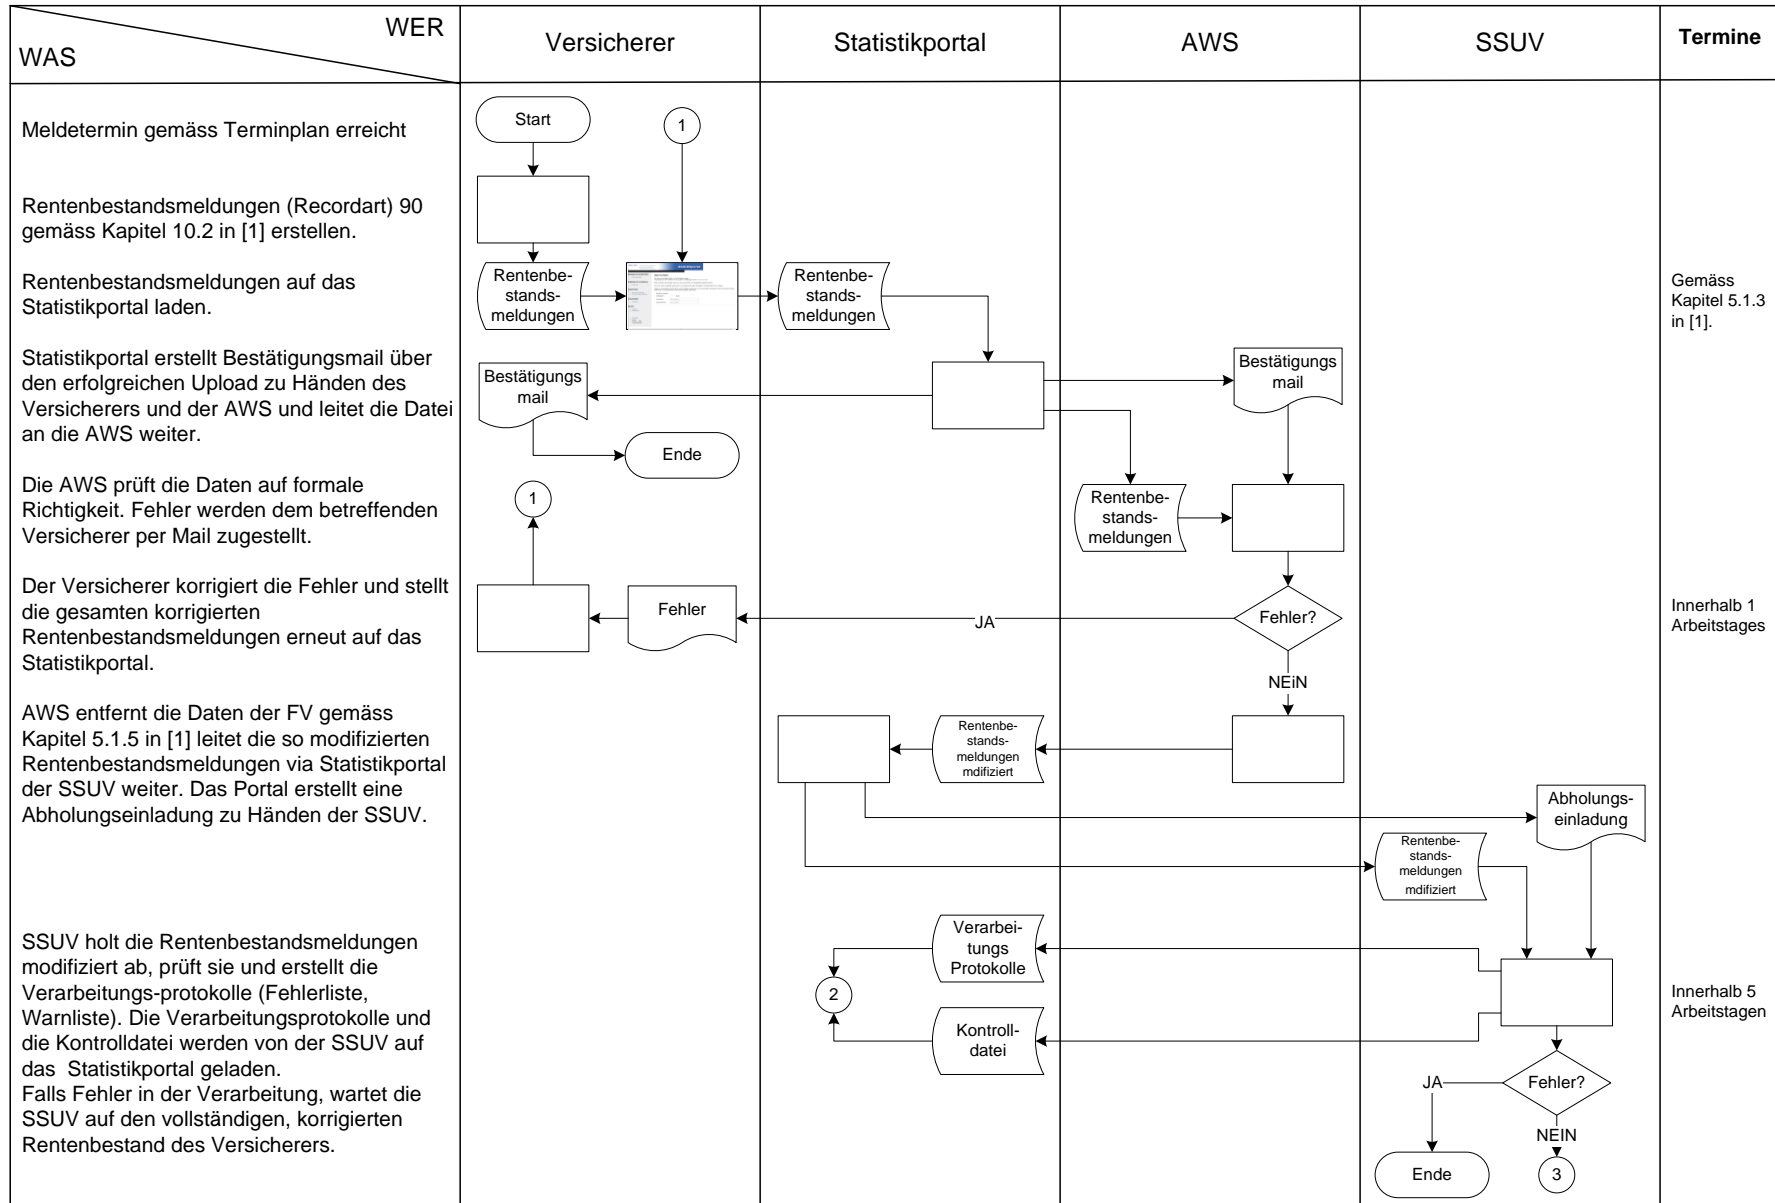 WER
WAS
Versicherer
Statistikportal
AWS
SSUV
Termine
Meldetermin gemäss Terminplan erreicht
Start
1
Rentenbestandsmeldungen (Recordart) 90
gemäss Kapitel 10.2 in [1] erstellen.
Rentenbestandsmeldungen auf das
Statistikportal laden.
Rentenbe-
stands-
meldungen
Rentenbe-
stands-
meldungen
Gemäss
Kapitel 5.1.3
in [1].
Statistikportal erstellt Bestätigungsmail über
den erfolgreichen Upload zu Händen des
Versicherers und der AWS und leitet die Datei
an die AWS weiter.
Bestätigungs
mail
Bestätigungs
mail
Ende
Die AWS prüft die Daten auf formale
Richtigkeit. Fehler werden dem betreffenden
Versicherer per Mail zugestellt.
1
Rentenbe-
stands-
meldungen
Der Versicherer korrigiert die Fehler und stellt
die gesamten korrigierten
Rentenbestandsmeldungen erneut auf das
Statistikportal.
Fehler
JA
Fehler?
NEiN
Innerhalb 1
Arbeitstages
AWS entfernt die Daten der FV gemäss
Kapitel 5.1.5 in [1] leitet die so modifizierten
Rentenbestandsmeldungen via Statistikportal
der SSUV weiter. Das Portal erstellt eine
Abholungseinladung zu Händen der SSUV.
Rentenbe-
stands-
meldungen
mdifiziert
Abholungs-
einladung
Rentenbe-
stands-
meldungen
mdifiziert
SSUV holt die Rentenbestandsmeldungen
modifiziert ab, prüft sie und erstellt die
Verarbeitungs-protokolle (Fehlerliste,
Warnliste). Die Verarbeitungsprotokolle und
die Kontrolldatei werden von der SSUV auf
das  Statistikportal geladen.
Falls Fehler in der Verarbeitung, wartet die
SSUV auf den vollständigen, korrigierten
Rentenbestand des Versicherers.
Verarbei-
tungs
Protokolle
2
Kontroll-
datei
Innerhalb 5
Arbeitstagen
JA
Fehler?
NEIN
Ende
3